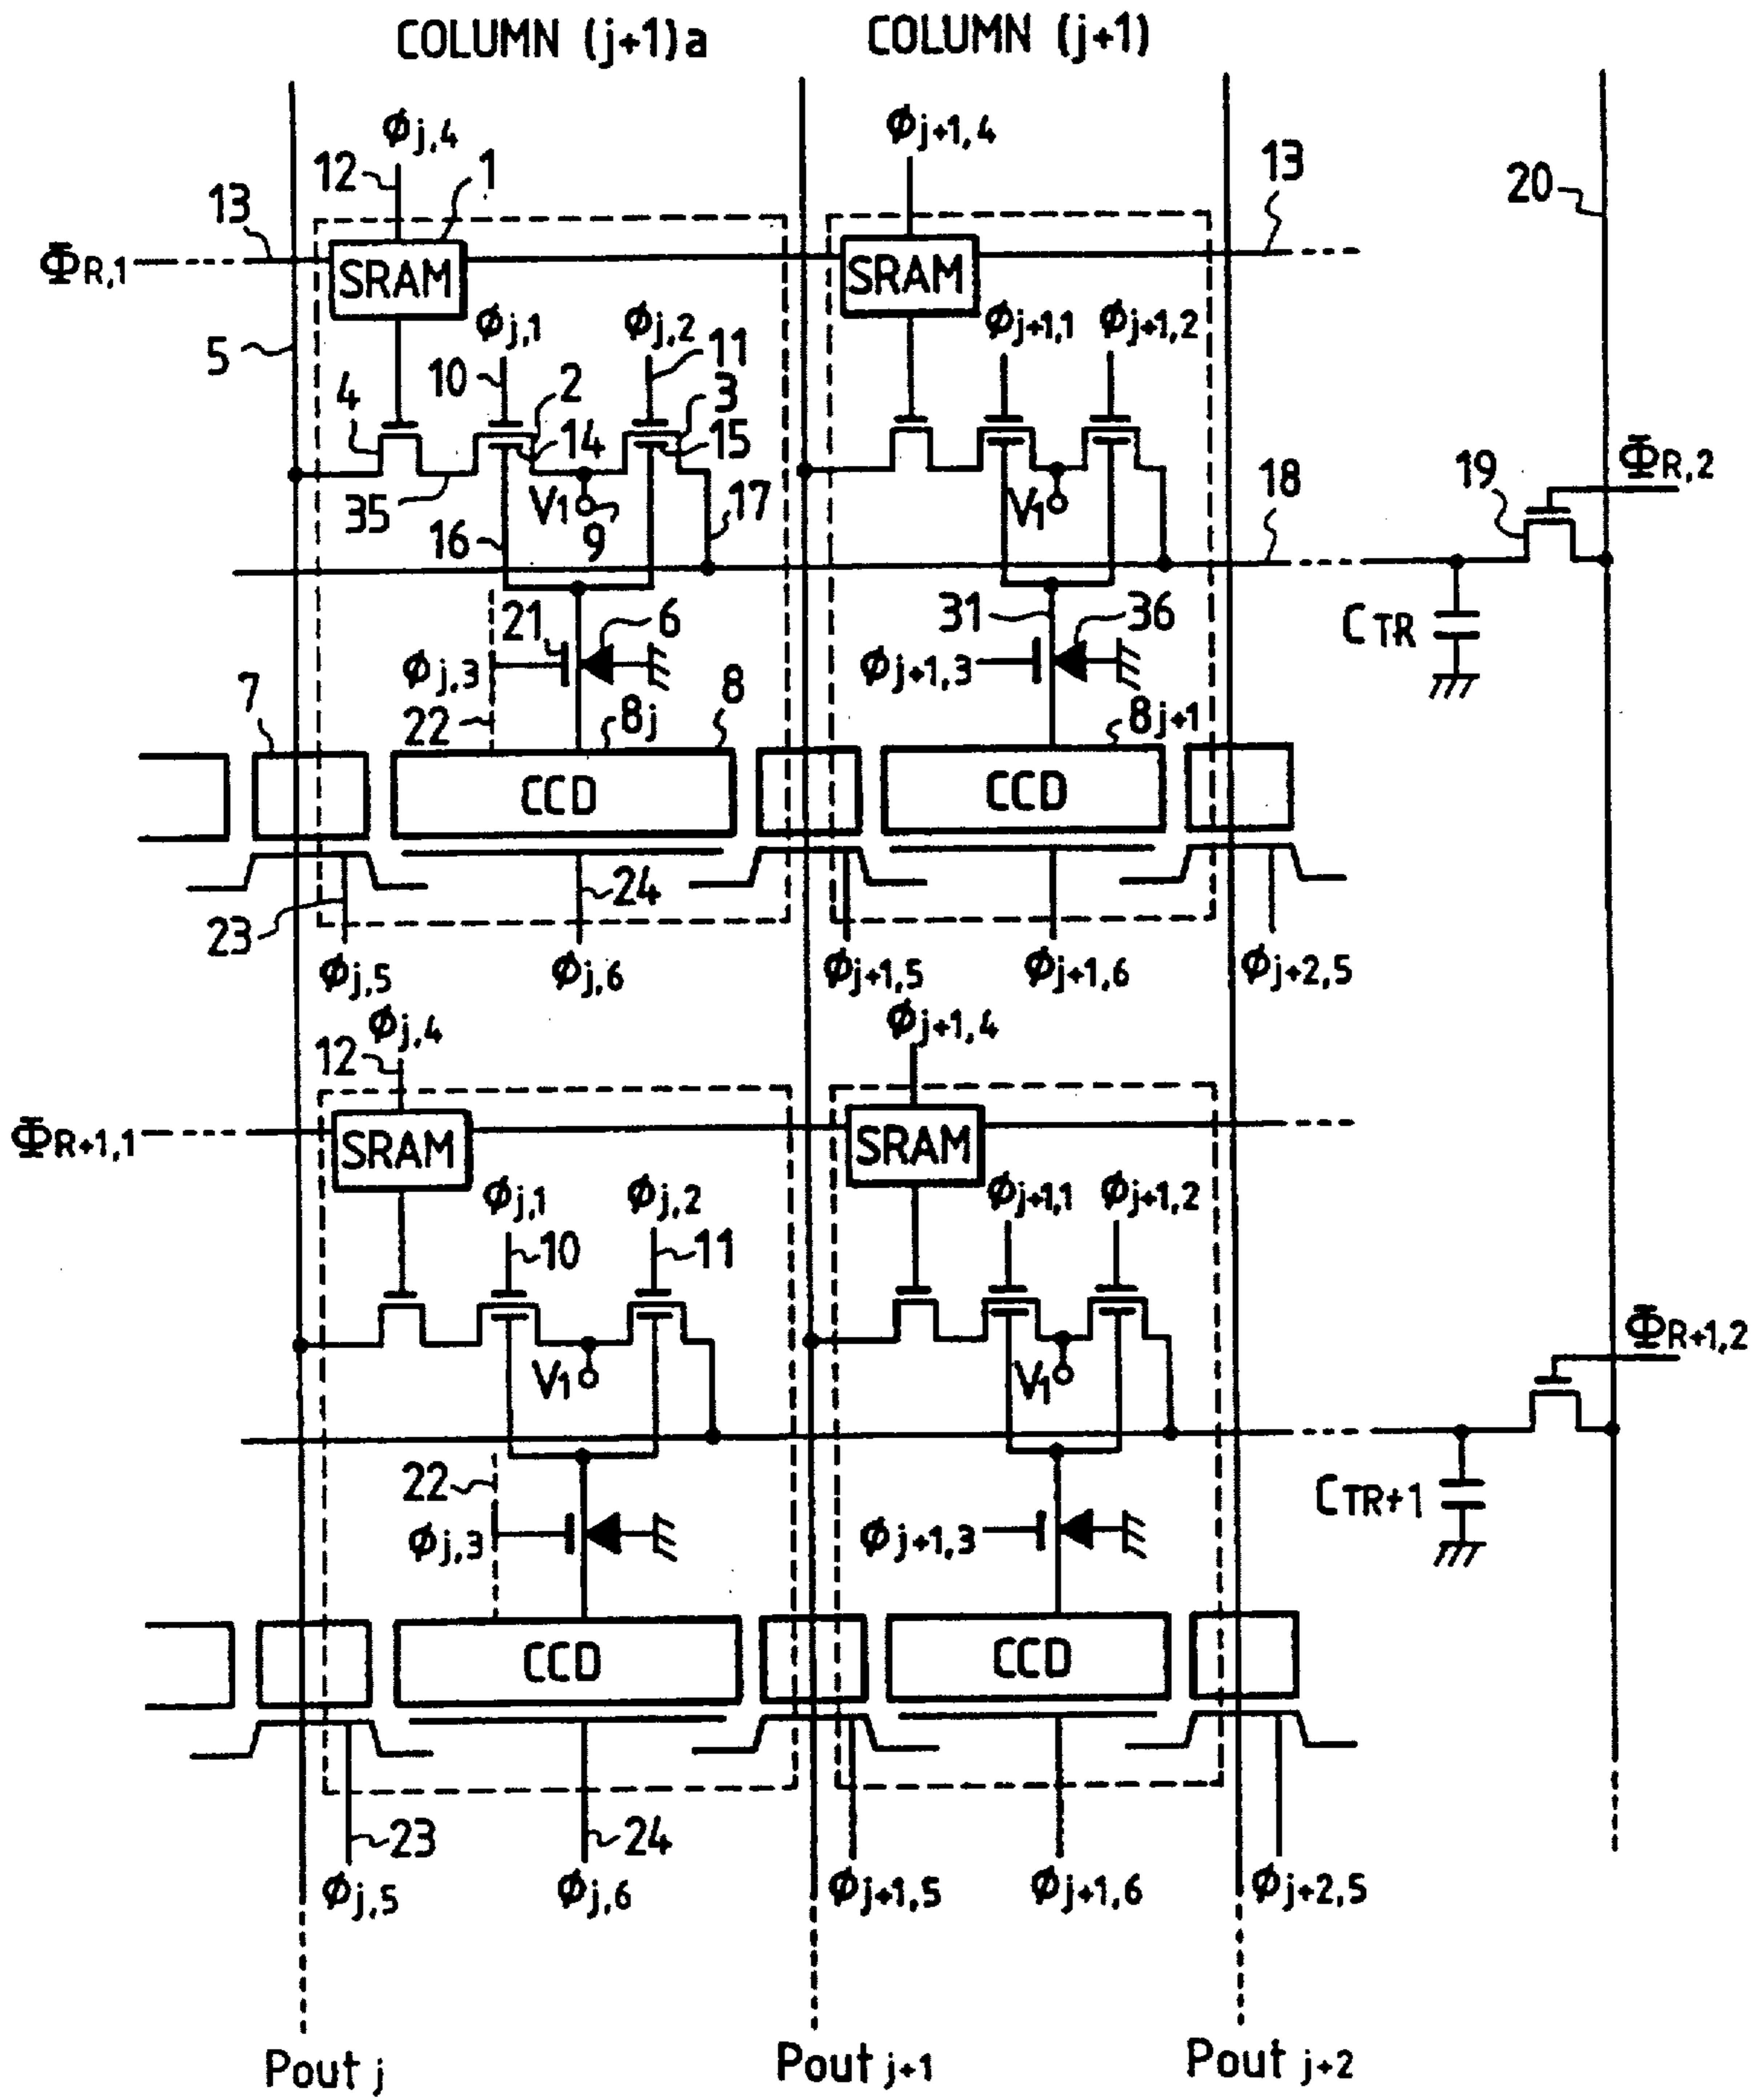 COLUMN (j+1)a COLUMN (j+1)
ϕj,4 ϕj+1,4
12 1 13 20
13
ΦR,1 SRAM SRAM
ϕj,1 ϕj,2 11 ϕj+1,1 ϕj+1,2
5 10 2 3
4 14 15 ΦR,2
35 V1 9 17 V1 18 19
16
21 6 31 36 CTR
ϕj,3 ϕj+1,3
7 22 8j 8 8j+1
CCD CCD
23 24
ϕj,5 ϕj,6 ϕj+1,5 ϕj+1,6 ϕj+2,5
ϕj,4 ϕj+1,4
12
ΦR+1,1 SRAM SRAM
ϕj,1 ϕj,2 ϕj+1,1 ϕj+1,2
10 11
ΦR+1,2
V1 V1
22 CTR+1
ϕj,3 ϕj+1,3
CCD CCD
23 24
ϕj,5 ϕj,6 ϕj+1,5 ϕj+1,6 ϕj+2,5
Pout j Pout j+1 Pout j+2